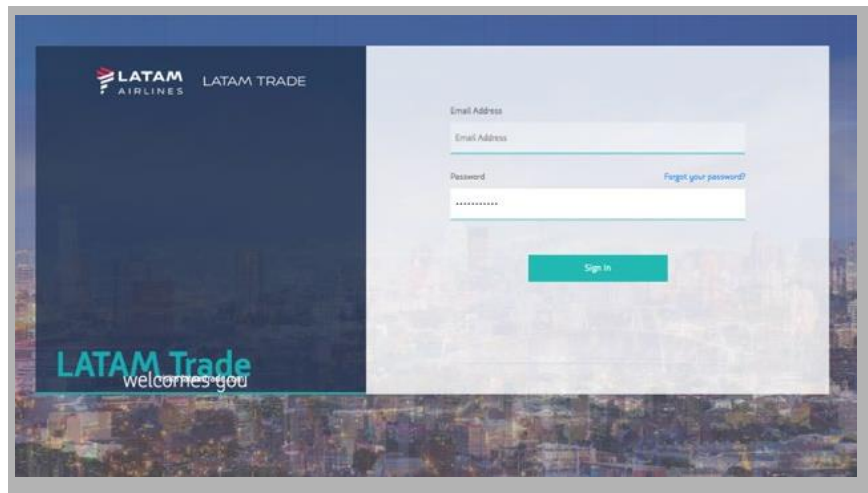 LATAM
AIRLINES
LATAM TRADE
Email Address
Email Address
Password
Forgot your password?
-----------
Sign in
LATAM Trade
welcomes you